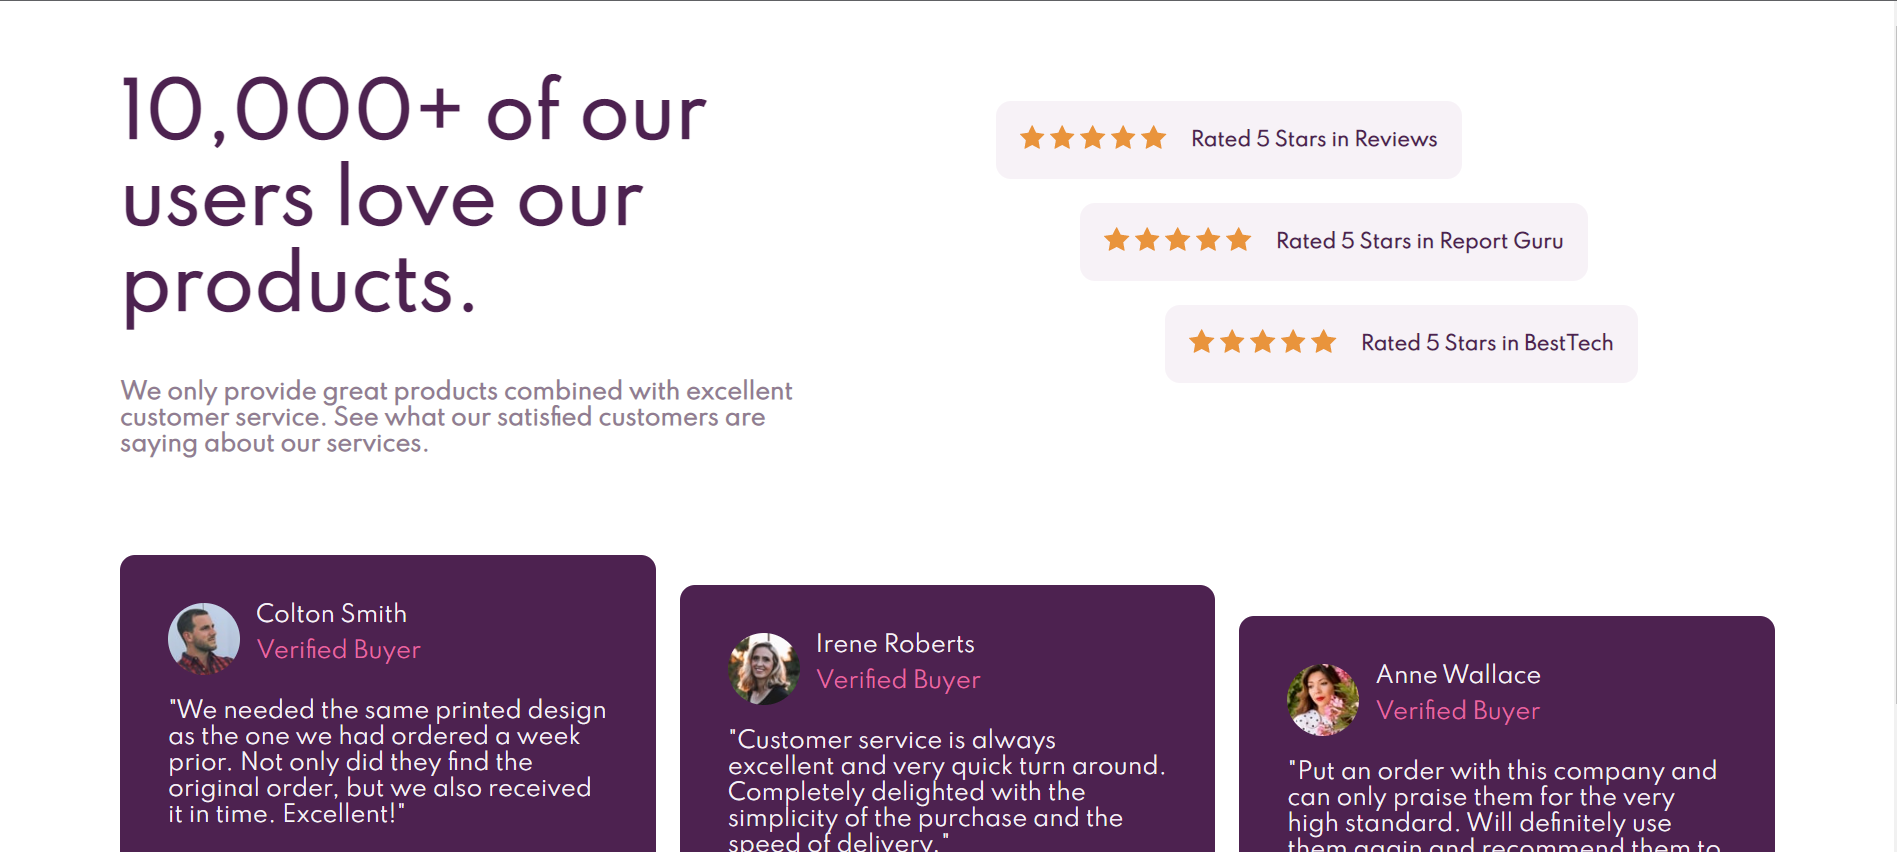 10,000+ of our
users love our
products.
We only provide great products combined with excellent
customer service. See what our satisfied customers are
saying about our services.
Rated 5 Stars in Reviews
Rated 5 Stars in Report Guru
Rated 5 Stars in BestTech
Colton Smith
Verified Buyer
"We needed the same printed design
as the one we had ordered a week
prior. Not only did they find the
original order, but we also received
it in time. Excellent!"
Irene Roberts
Verified Buyer
"Customer service is always
excellent and very quick turn around.
Completely delighted with the
simplicity of the purchase and the
speed of delivery."
Anne Wallace
Verified Buyer
"Put an order with this company and
can only praise them for the very
high standard. Will definitely use
them again and recommend them to